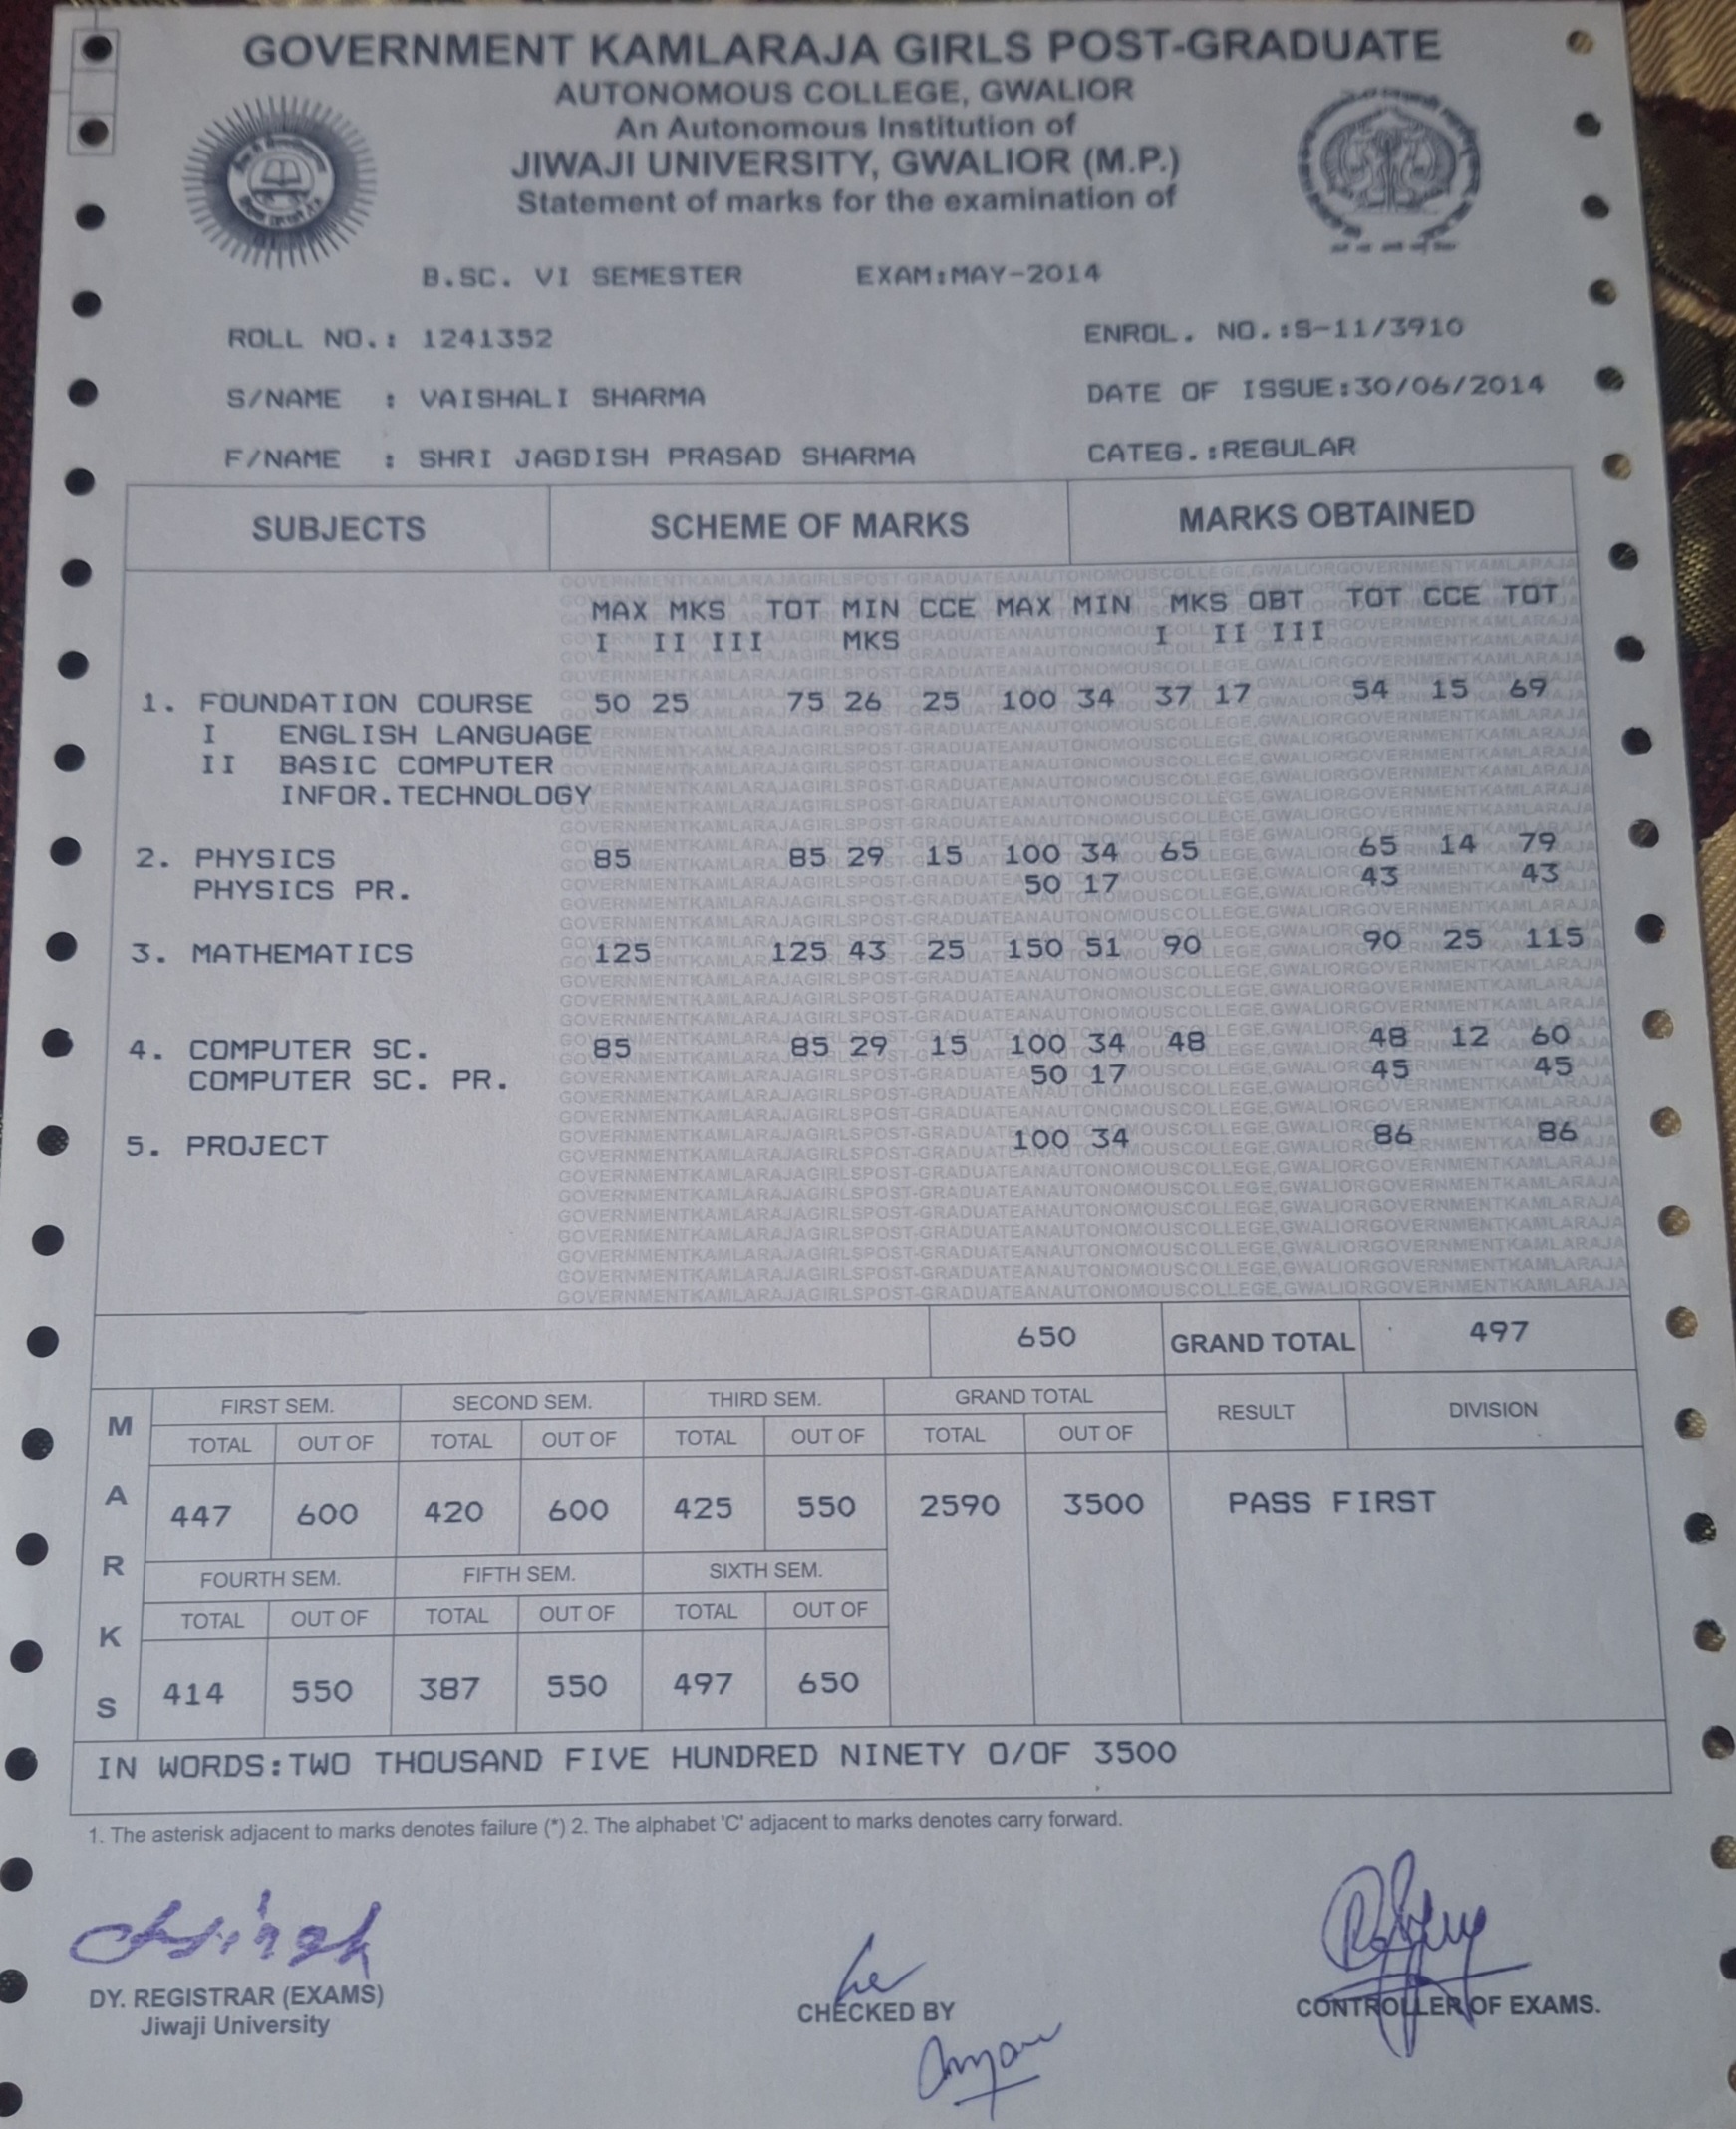 GOVERNMENT KAMLARAJA GIRLS POST-GRADUATE
AUTONOMOUS COLLEGE, GWALIOR
An Autonomous Institution of
JIWAJI UNIVERSITY, GWALIOR (M.P.)
Statement of marks for the examination of
B.SC. VI SEMESTER EXAM:MAY-2014
ROLL NO.: 1241352 ENROL. NO.:S-11/3910
S/NAME : VAISHALI SHARMA DATE OF ISSUE:30/06/2014
F/NAME : SHRI JAGDISH PRASAD SHARMA CATEG.:REGULAR
SUBJECTS SCHEME OF MARKS MARKS OBTAINED
MAX MKS TOT MIN CCE MAX MIN MKS OBT TOT CCE TOT
I II III MKS I II III
1. FOUNDATION COURSE 50 25 75 26 25 100 34 37 17 54 15 69
I ENGLISH LANGUAGE
II BASIC COMPUTER
INFOR.TECHNOLOGY
2. PHYSICS 85 85 29 15 100 34 65 65 14 79
PHYSICS PR. 50 17 43 43
3. MATHEMATICS 125 125 43 25 150 51 90 90 25 115
4. COMPUTER SC. 85 85 29 15 100 34 48 48 12 60
COMPUTER SC. PR. 50 17 45 45
5. PROJECT 100 34 86 86
650 GRAND TOTAL 497
MARKS
FIRST SEM. SECOND SEM. THIRD SEM. GRAND TOTAL RESULT DIVISION
TOTAL OUT OF TOTAL OUT OF TOTAL OUT OF TOTAL OUT OF
447 600 420 600 425 550 2590 3500 PASS FIRST
FOURTH SEM. FIFTH SEM. SIXTH SEM.
TOTAL OUT OF TOTAL OUT OF TOTAL OUT OF
414 550 387 550 497 650
IN WORDS:TWO THOUSAND FIVE HUNDRED NINETY O/OF 3500
1. The asterisk adjacent to marks denotes failure (*) 2. The alphabet 'C' adjacent to marks denotes carry forward.
DY. REGISTRAR (EXAMS) CHECKED BY CONTROLLER OF EXAMS.
Jiwaji University